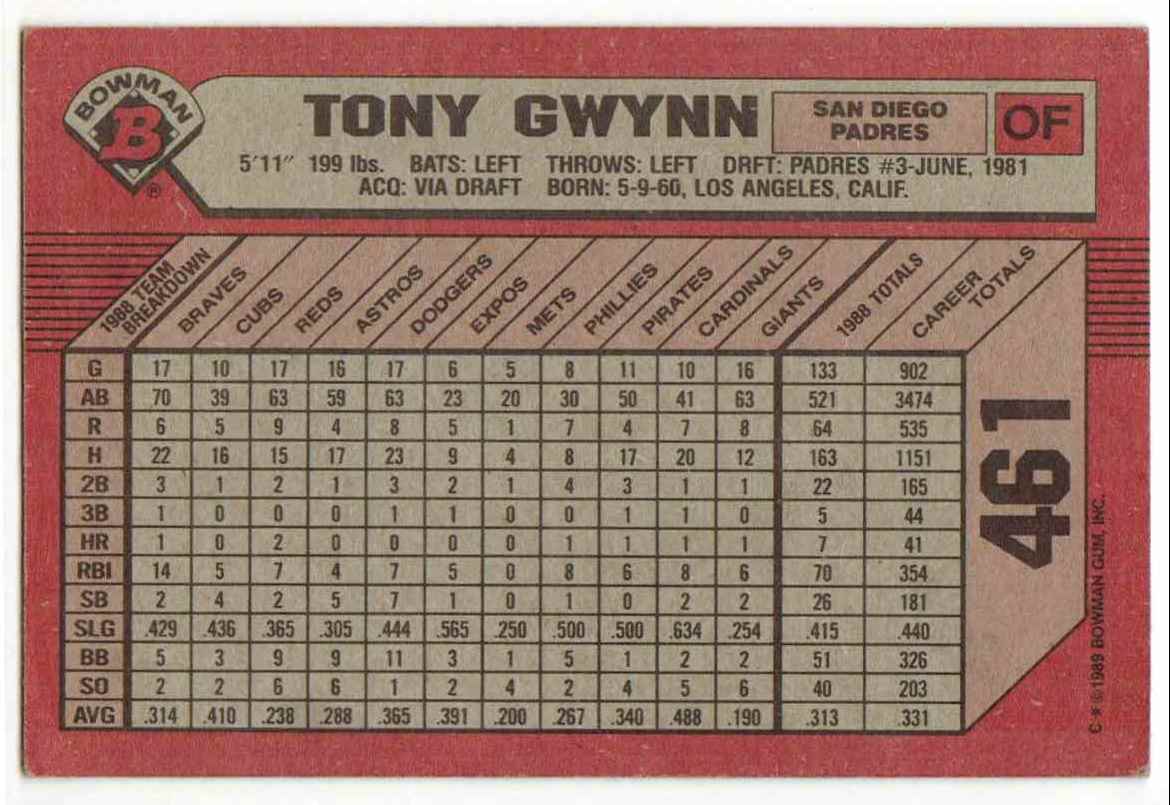 BOWMAN
B
®
TONY GWYNN
SAN DIEGO
PADRES
OF
5'11" 199 lbs. BATS: LEFT THROWS: LEFT DRFT: PADRES #3-JUNE, 1981
ACQ: VIA DRAFT BORN: 5-9-60, LOS ANGELES, CALIF.
1988 TEAM BREAKDOWN BRAVES CUBS REDS ASTROS DODGERS EXPOS METS PHILLIES PIRATES CARDINALS GIANTS 1988 TOTALS CAREER TOTALS
G 17 10 17 16 17 6 5 8 11 10 16 133 902
AB 70 39 63 59 63 23 20 30 50 41 63 521 3474
R 6 5 9 4 8 5 1 7 4 7 8 64 535
H 22 16 15 17 23 9 4 8 17 20 12 163 1151
2B 3 1 2 1 3 2 1 4 3 1 1 22 165
3B 1 0 0 0 1 1 0 0 1 1 0 5 44
HR 1 0 2 0 0 0 0 1 1 1 1 7 41
RBI 14 5 7 4 7 5 0 8 6 8 6 70 354
SB 2 4 2 5 7 1 0 1 0 2 2 26 181
SLG .429 .436 .365 .305 .444 .565 .250 .500 .500 .634 .254 .415 .440
BB 5 3 9 9 11 3 1 5 1 2 2 51 326
SO 2 2 6 6 1 2 4 2 4 5 6 40 203
AVG .314 .410 .238 .288 .365 .391 .200 .267 .340 .488 .190 .313 .331
461
C * ©1989 BOWMAN GUM, INC.